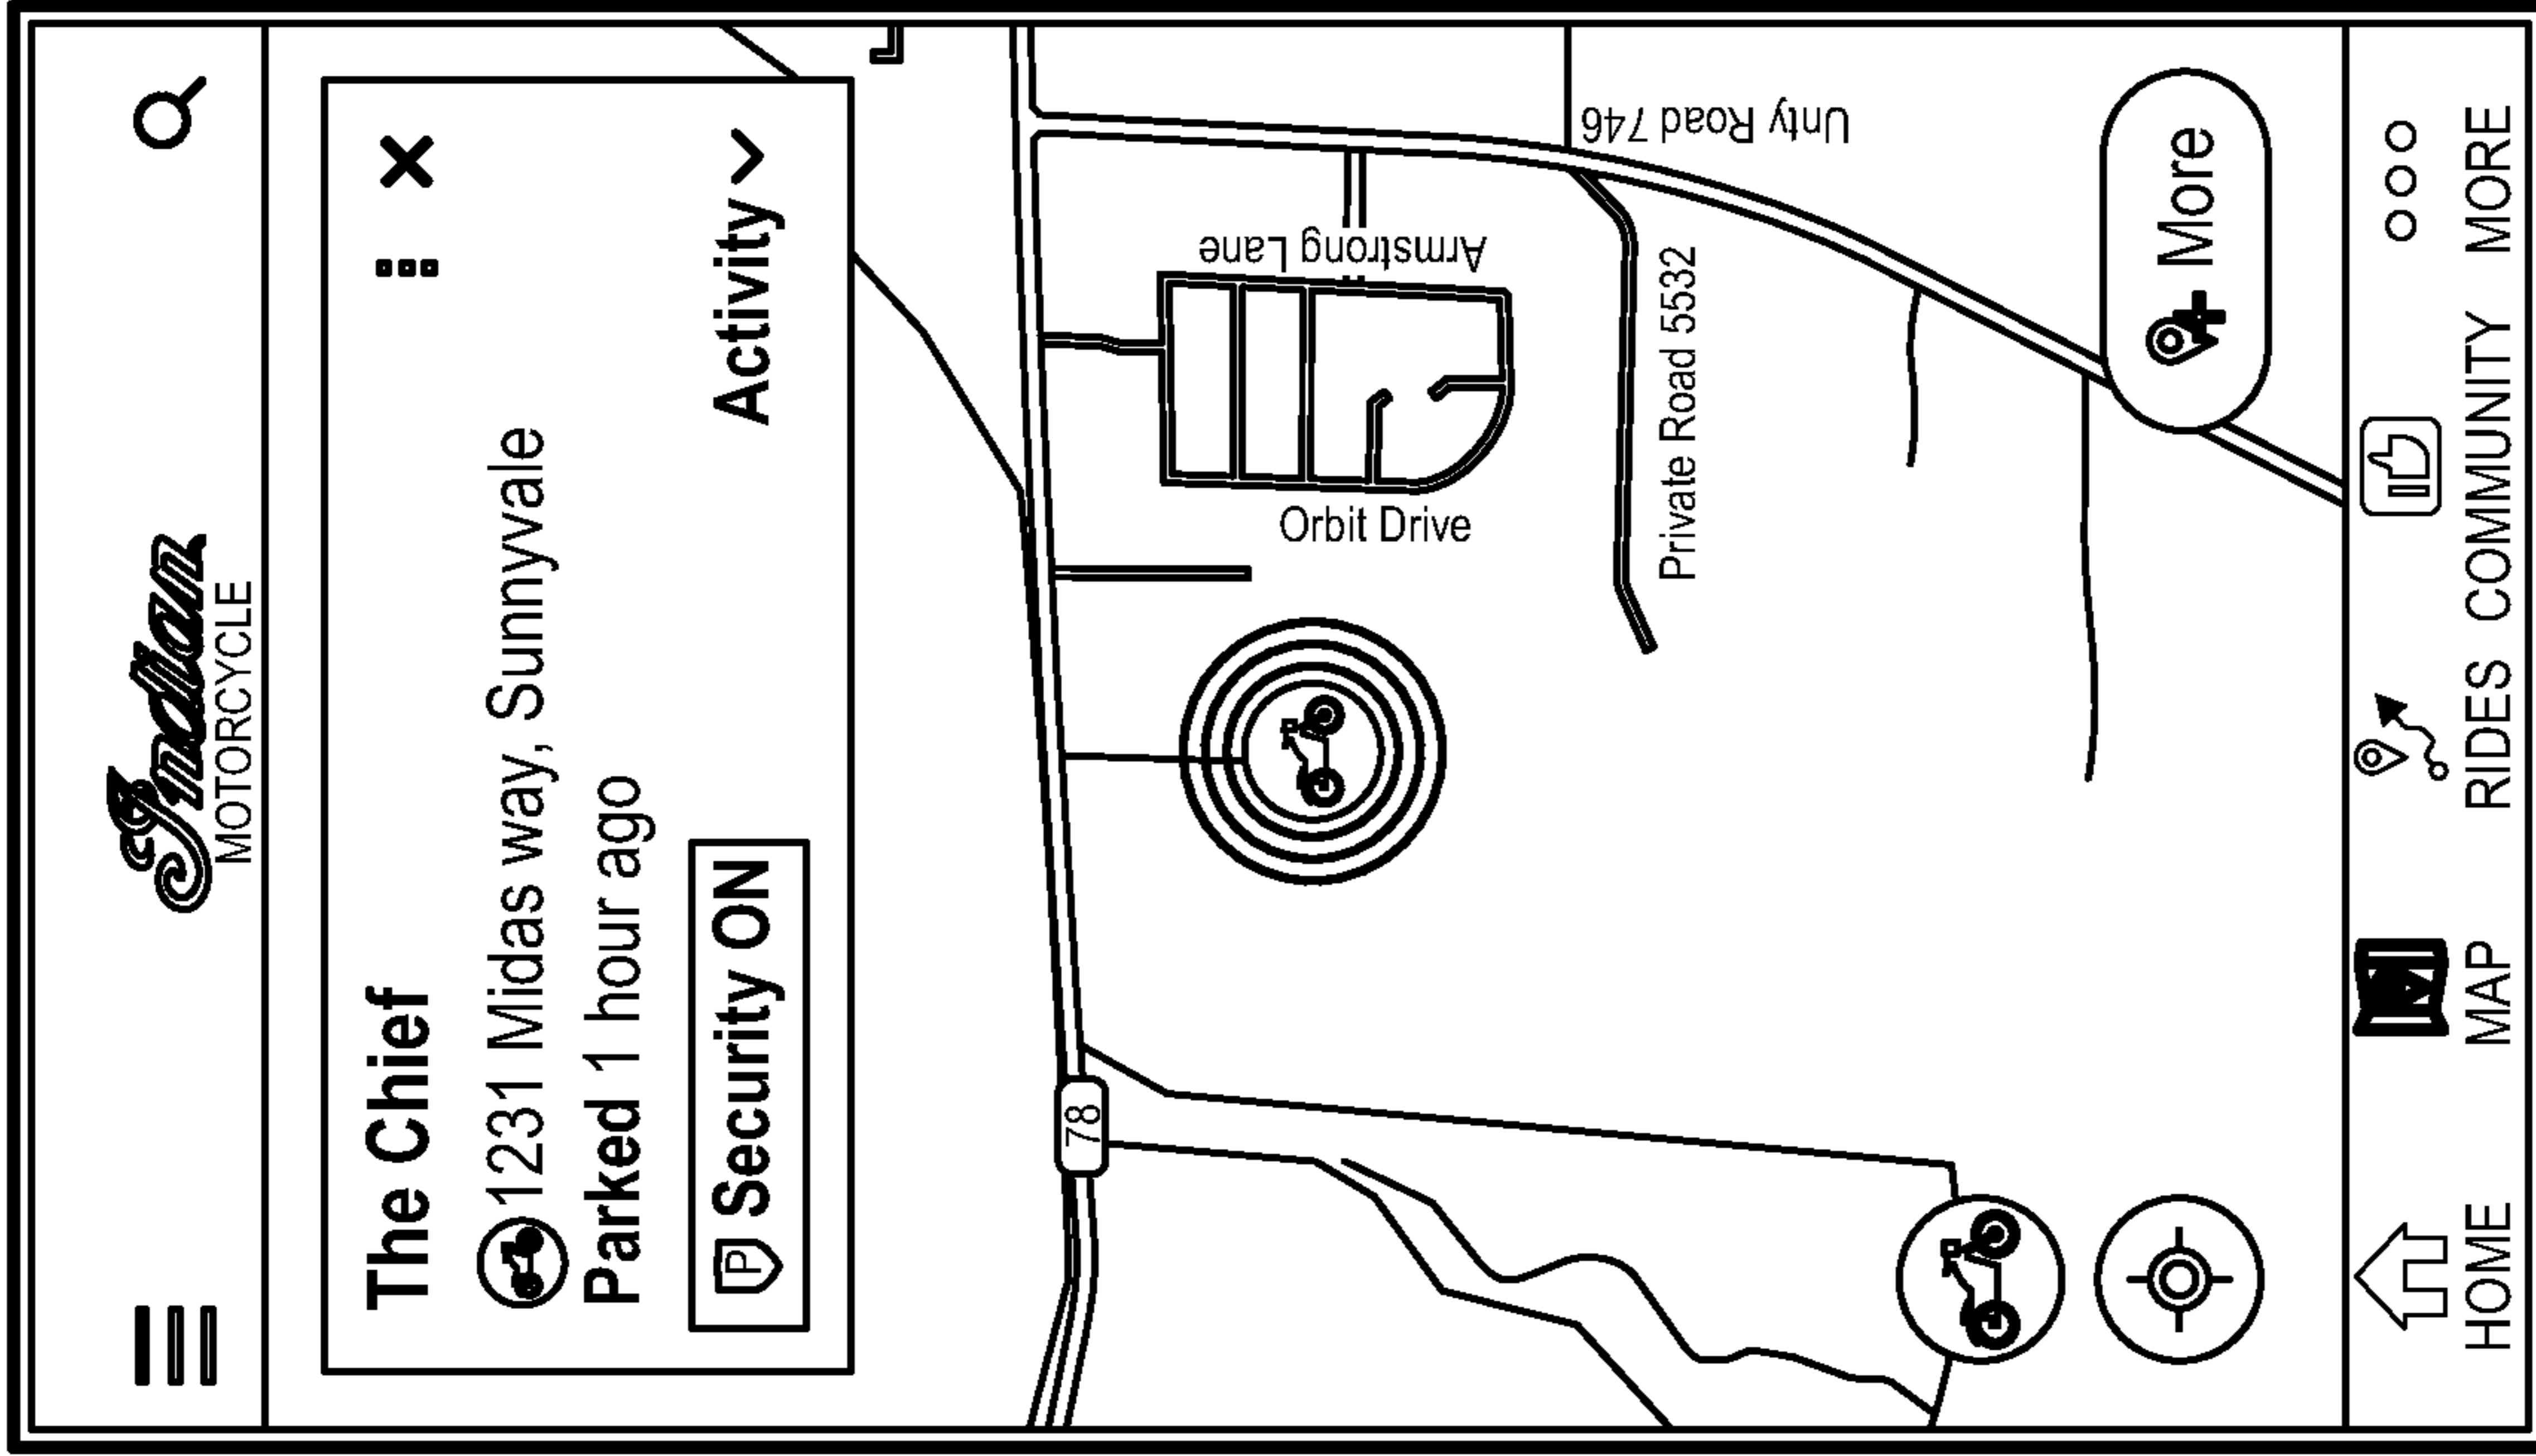 Indian
MOTORCYCLE
The Chief
1231 Midas way, Sunnyvale
Parked 1 hour ago
P Security ON
Activity
78
Armstrong Lane
Orbit Drive
Unty Road 746
Private Road 5532
More
HOME MAP RIDES COMMUNITY MORE